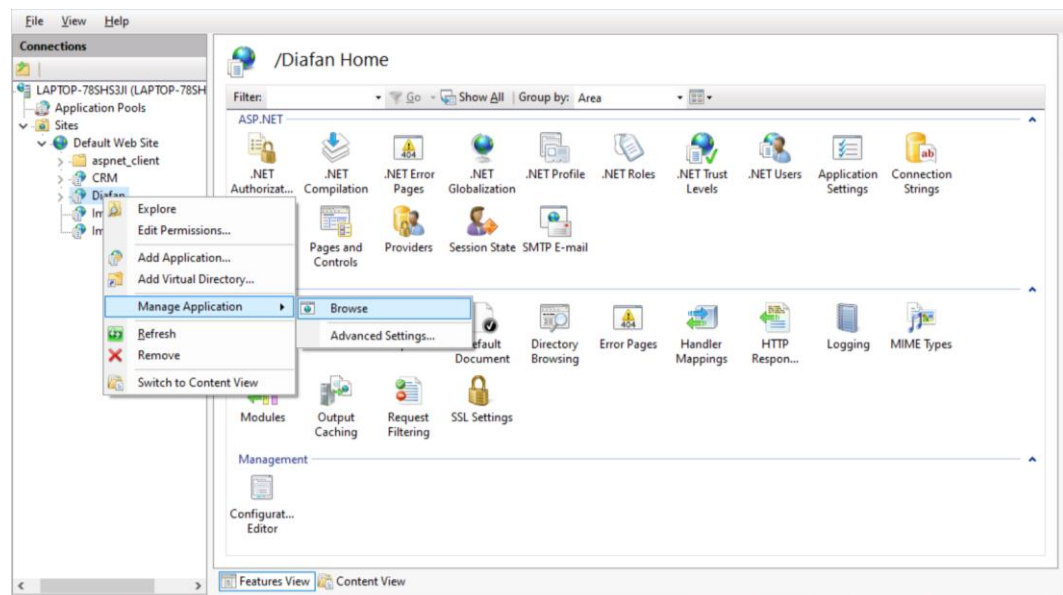 File View Help
Connections
LAPTOP-78SHS3JI (LAPTOP-78SH
Application Pools
Sites
Default Web Site
aspnet_client
CRM
Diafan
Im
Im
Explore
Edit Permissions...
Add Application...
Add Virtual Directory...
Manage Application
Refresh
Remove
Switch to Content View
Browse
Advanced Settings...
/Diafan Home
Filter: Go Show All Group by: Area
ASP.NET
.NET Authorizat...
.NET Compilation
.NET Error Pages
.NET Globalization
.NET Profile
.NET Roles
.NET Trust Levels
.NET Users
Application Settings
Connection Strings
Pages and Controls
Providers
Session State
SMTP E-mail
Document
Directory Browsing
Error Pages
Handler Mappings
HTTP Respon...
Logging
MIME Types
Modules
Output Caching
Request Filtering
SSL Settings
Management
Configurat... Editor
Features View Content View